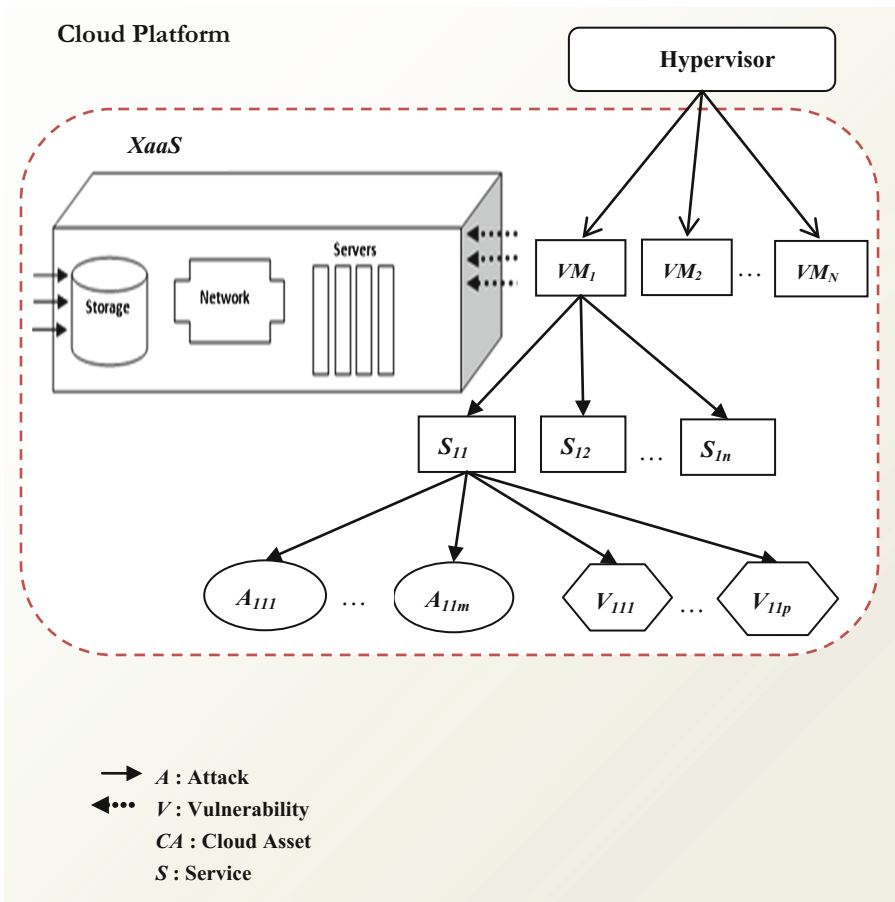 Cloud Platform
Hypervisor
XaaS
Servers
Storage
Network
VM₁ VM₂ ... VM_N
S₁₁ S₁₂ ... S₁ₙ
A₁₁₁ ... A₁₁ₘ V₁₁₁ ... V₁₁ₚ
A : Attack
V : Vulnerability
CA : Cloud Asset
S : Service